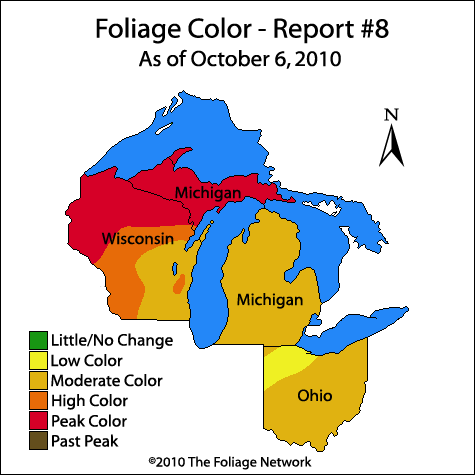 Foliage Color - Report #8
As of October 6, 2010
N
Michigan
Wisconsin
Michigan
Little/No Change
Low Color
Moderate Color
High Color
Peak Color
Past Peak
Ohio
©2010 The Foliage Network